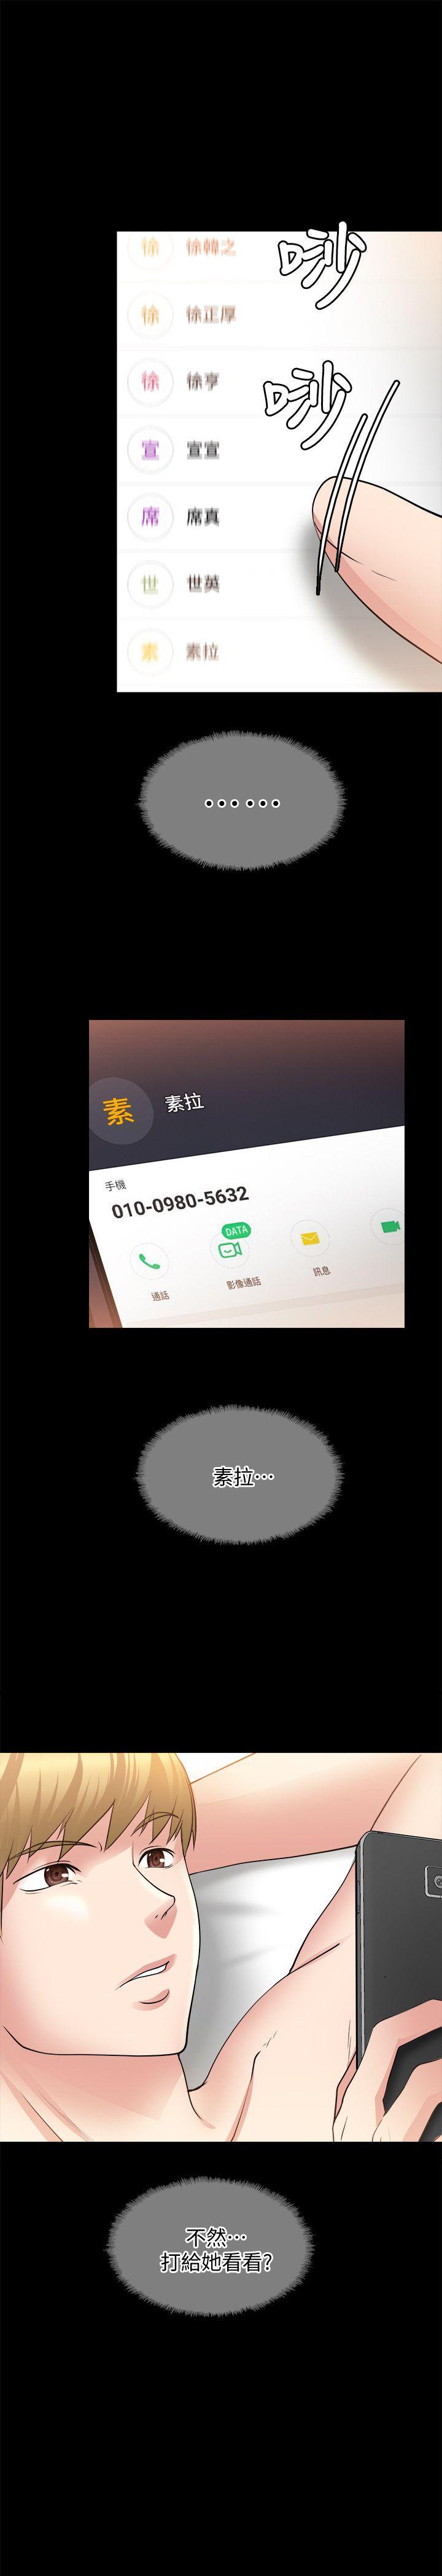 徐 徐韓之
唦
徐 徐正厚
唦
徐 徐享
宣 宣宣
席 席真
世 世英
素 素拉
⋯⋯
素 素拉
手機
010-0980-5632
DATA
通話 影像通話 訊息
素拉⋯
不然⋯
打給她看看?